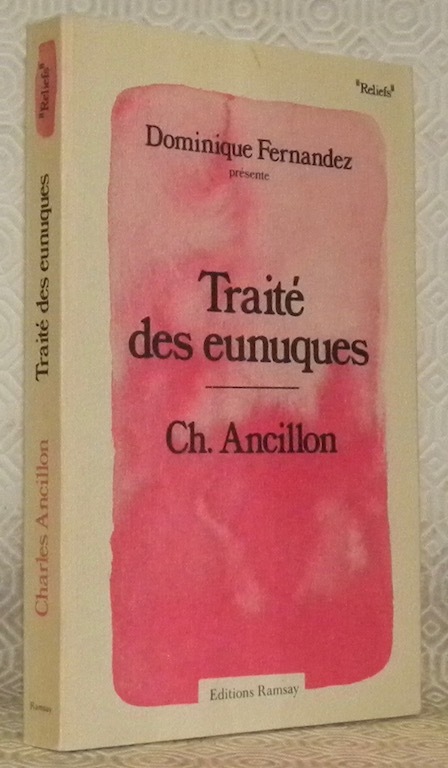 "Reliefs"
Dominique Fernandez
présente
Traité
des eunuques
Ch. Ancillon
Editions Ramsay
"Reliefs"
Traité des eunuques
Charles Ancillon
Ramsay